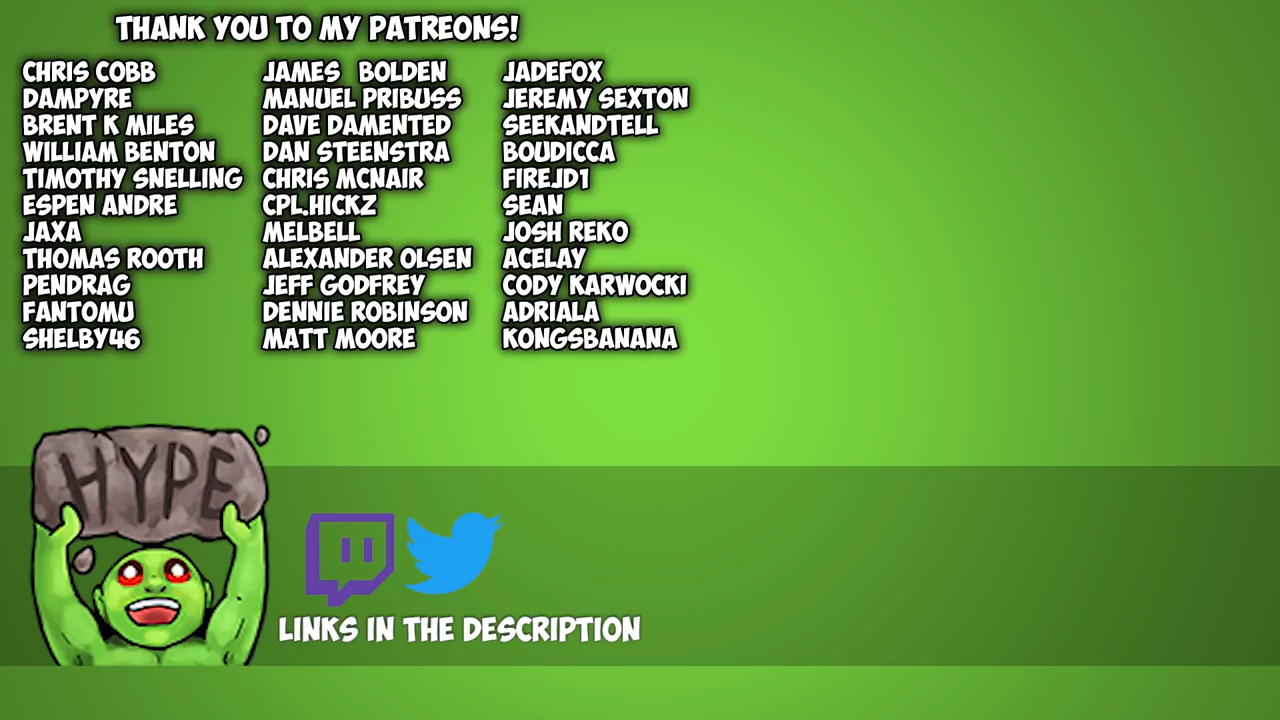 THANK YOU TO MY PATREONS!
CHRIS COBB
DAMPYRE
BRENT K MILES
WILLIAM BENTON
TIMOTHY SNELLING
ESPEN ANDRE
JAXA
THOMAS ROOTH
PENDRAG
FANTOMU
SHELBY46
JAMES BOLDEN
MANUEL PRIBUSS
DAVE DAMENTED
DAN STEENSTRA
CHRIS MCNAIR
CPL.HICKZ
MELBELL
ALEXANDER OLSEN
JEFF GODFREY
DENNIE ROBINSON
MATT MOORE
JADEFOX
JEREMY SEXTON
SEEKANDTELL
BOUDICCA
FIREJD1
SEAN
JOSH REKO
ACELAY
CODY KARWOCKI
ADRIALA
KONGSBANANA
HYPE
LINKS IN THE DESCRIPTION